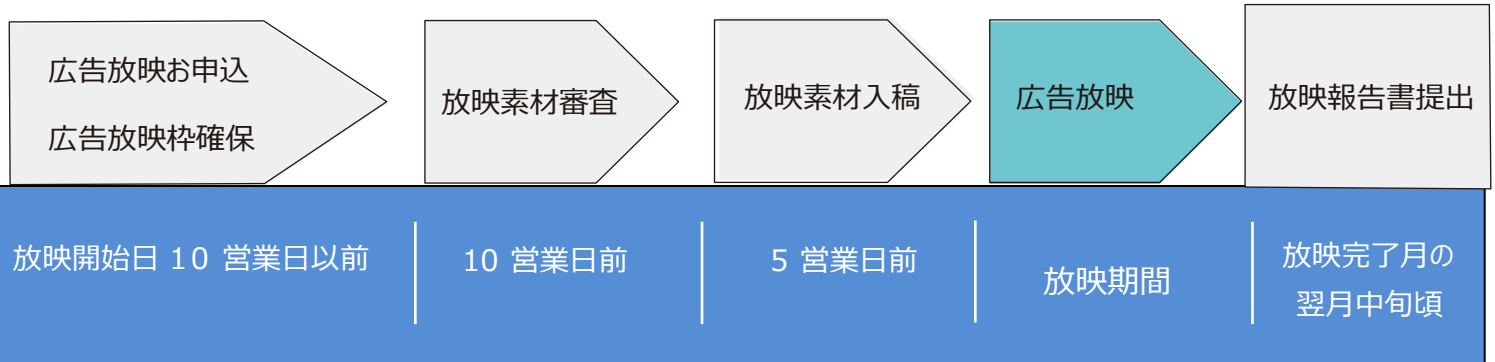 広告放映お申込
広告放映枠確保
放映素材審査
放映素材入稿
広告放映
放映報告書提出
放映開始日 10 営業日以前
10 営業日前
5 営業日前
放映期間
放映完了月の
翌月中旬頃